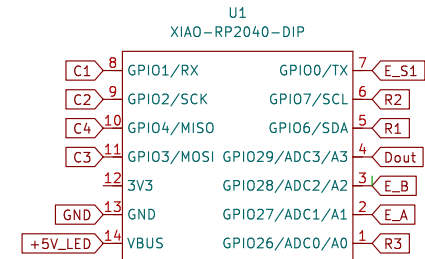 U1
XIAO-RP2040-DIP
C1 8 GPIO1/RX GPIO0/TX 7 E_S1
C2 9 GPIO2/SCK GPIO7/SCL 6 R2
C4 10 GPIO4/MISO GPIO6/SDA 5 R1
C3 11 GPIO3/MOSI GPIO29/ADC3/A3 4 Dout
12 3V3 GPIO28/ADC2/A2 3 E_B
GND 13 GND GPIO27/ADC1/A1 2 E_A
+5V_LED 14 VBUS GPIO26/ADC0/A0 1 R3